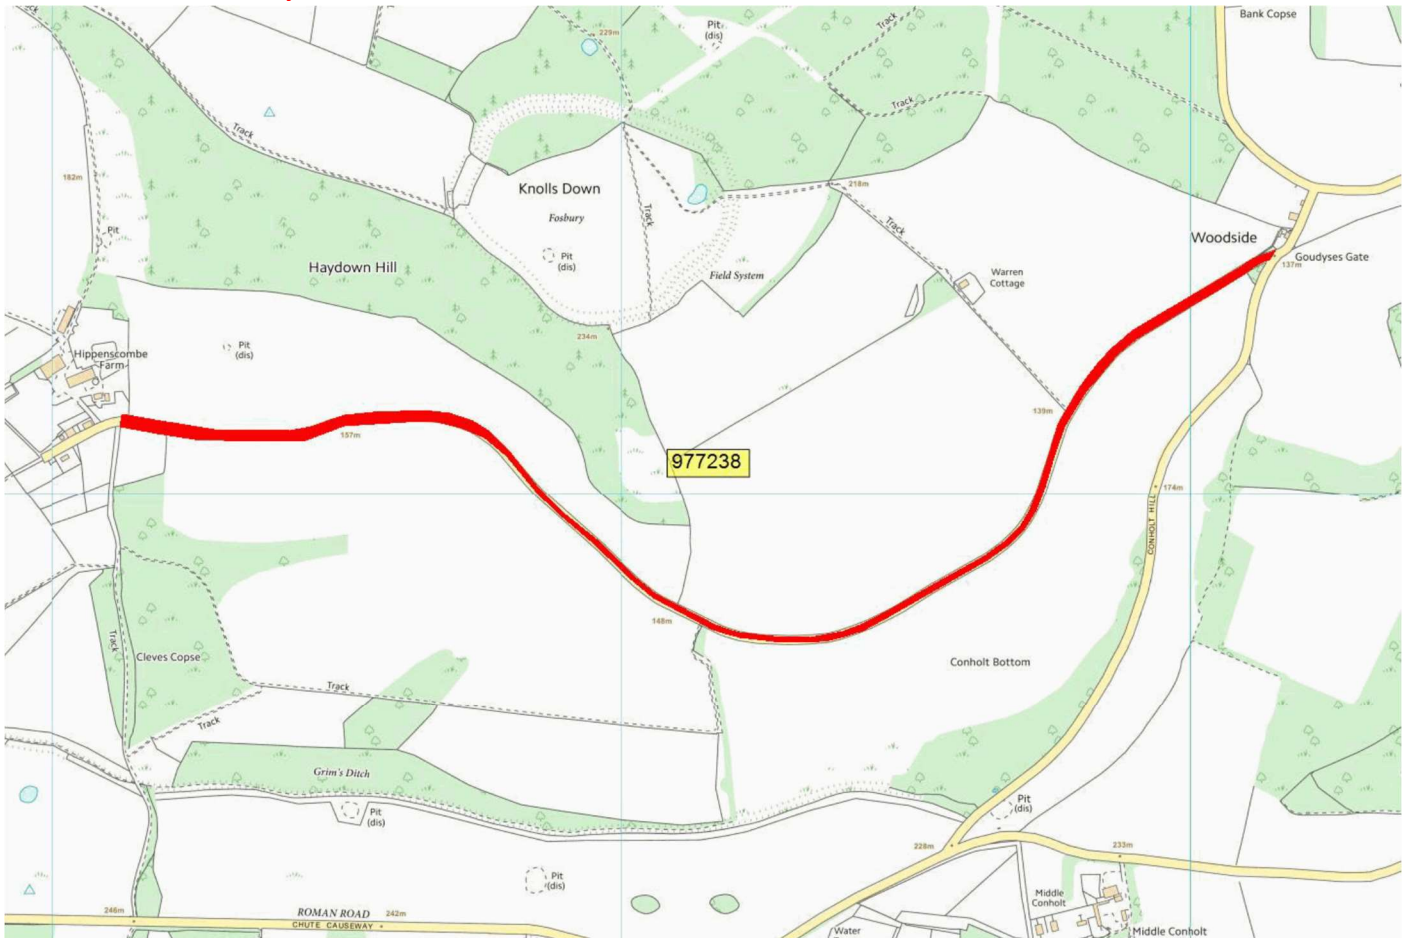 Bank Copse
Pit
(dis)
Track
229m
Track
Track
182m
Knolls Down
Fosbury
218m
Track
Track
Pit
Woodside
Pit
(dis)
Haydown Hill
Field System
Goudyses Gate
137m
Warren
Cottage
234m
Pit
(dis)
Hippenscombe
Farm
139m
157m
977238
174m
CONHOLT HILL
148m
Track
Cleves Copse
Conholt Bottom
Track
Track
Grim's Ditch
Pit
(dis)
Pit
(dis)
228m
233m
Pit
(dis)
Middle
Conholt
246m
ROMAN ROAD
242m
CHUTE CAUSEWAY
Water
Middle Conholt